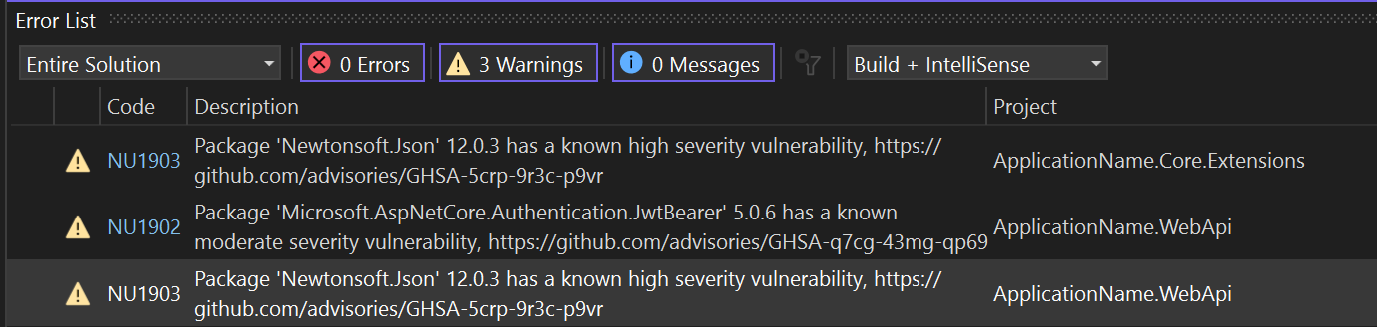 Error List
Entire Solution 0 Errors 3 Warnings 0 Messages Build + IntelliSense
Code Description Project
NU1903 Package 'Newtonsoft.Json' 12.0.3 has a known high severity vulnerability, https:// ApplicationName.Core.Extensions
github.com/advisories/GHSA-5crp-9r3c-p9vr
NU1902 Package 'Microsoft.AspNetCore.Authentication.JwtBearer' 5.0.6 has a known ApplicationName.WebApi
moderate severity vulnerability, https://github.com/advisories/GHSA-q7cg-43mg-qp69
NU1903 Package 'Newtonsoft.Json' 12.0.3 has a known high severity vulnerability, https:// ApplicationName.WebApi
github.com/advisories/GHSA-5crp-9r3c-p9vr